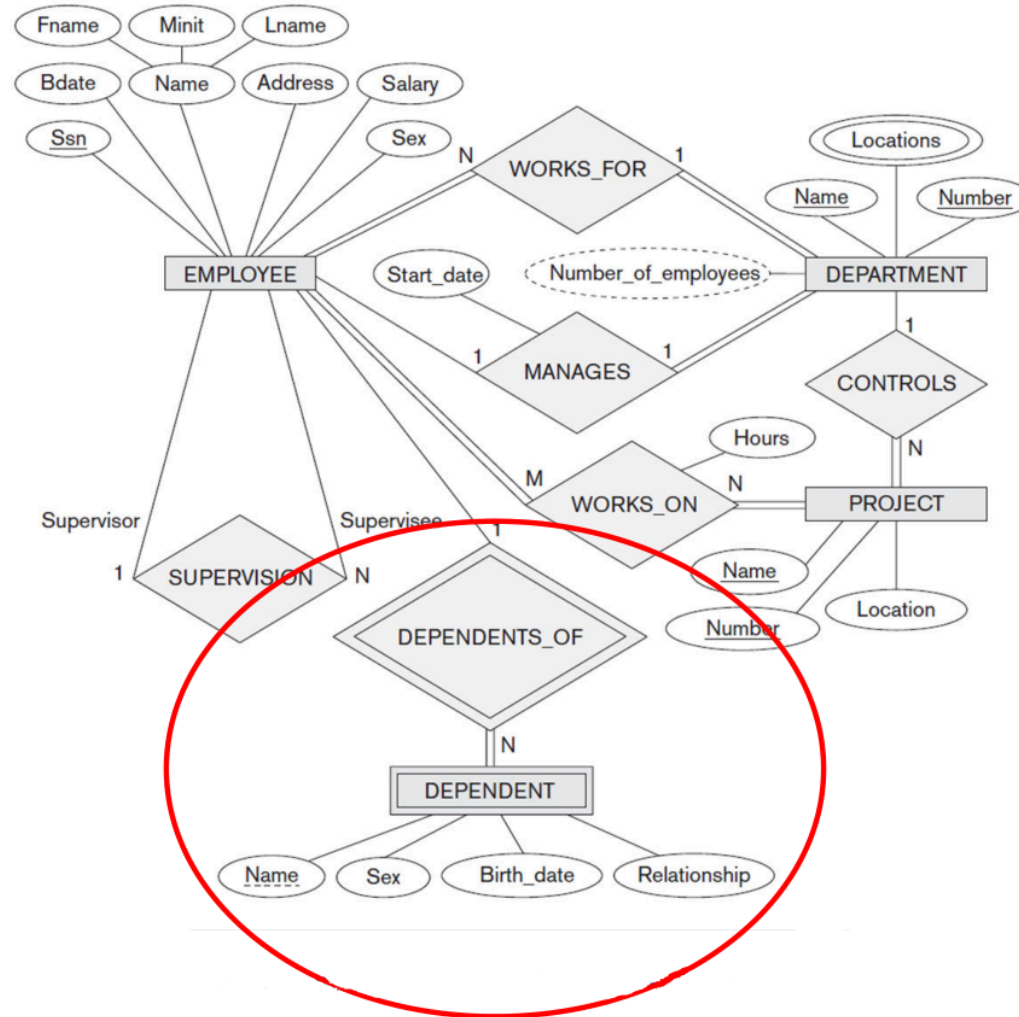 Fname Minit Lname
Bdate Name Address Salary
Ssn Sex
N WORKS_FOR 1
Locations
Name Number
EMPLOYEE Start_date Number_of_employees DEPARTMENT
1 MANAGES 1
1
CONTROLS
Hours
M WORKS_ON N
N
PROJECT
Supervisor Supervisee
1 SUPERVISION N
1
Name
Number
Location
DEPENDENTS_OF
N
DEPENDENT
Name Sex Birth_date Relationship